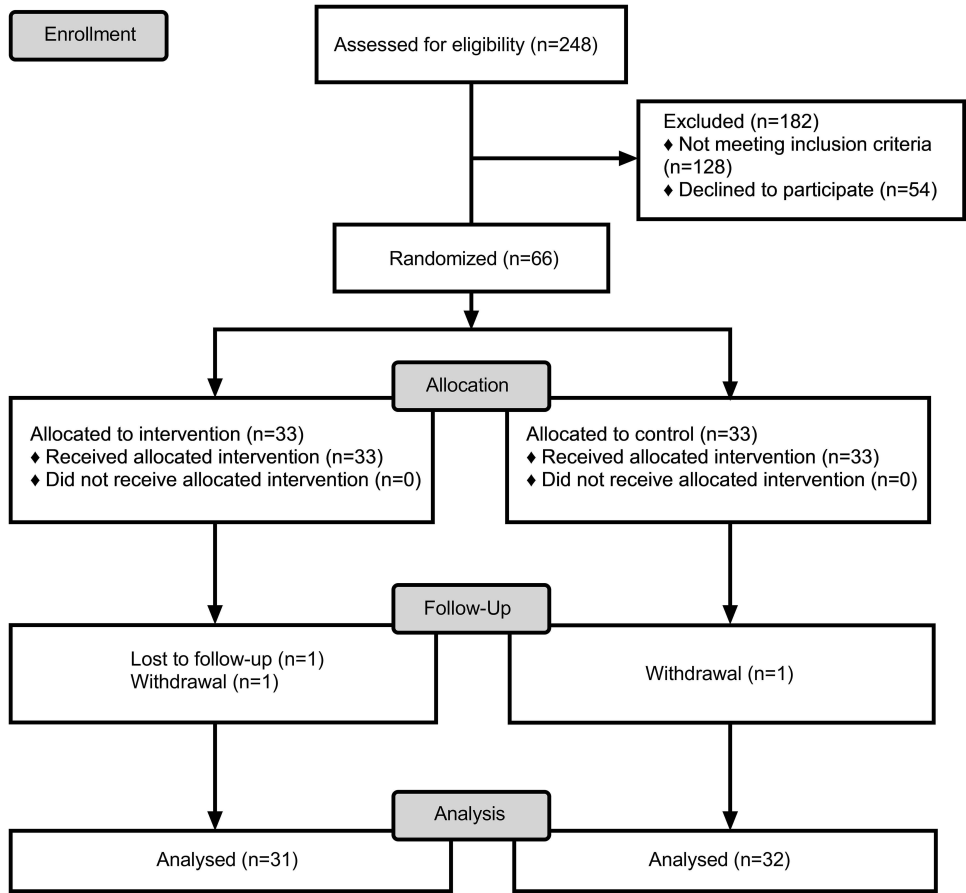 Enrollment
Assessed for eligibility (n=248)
Excluded (n=182)
♦ Not meeting inclusion criteria
(n=128)
♦ Declined to participate (n=54)
Randomized (n=66)
Allocation
Allocated to intervention (n=33)
♦ Received allocated intervention (n=33)
♦ Did not receive allocated intervention (n=0)
Allocated to control (n=33)
♦ Received allocated intervention (n=33)
♦ Did not receive allocated intervention (n=0)
Follow-Up
Lost to follow-up (n=1)
Withdrawal (n=1)
Withdrawal (n=1)
Analysis
Analysed (n=31)
Analysed (n=32)